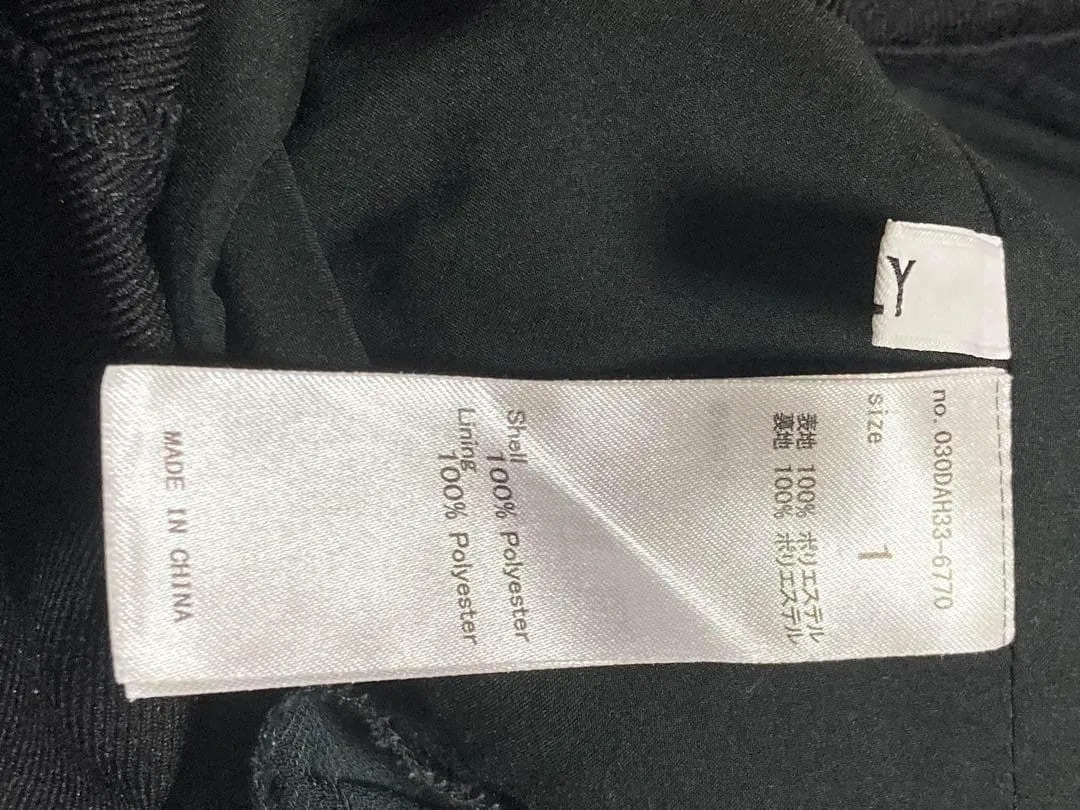 no. 030DAH33-6770
size 1
表地 100% ポリエステル
裏地 100% ポリエステル
Shell
100% Polyester
Lining
100% Polyester
MADE IN CHINA
Y